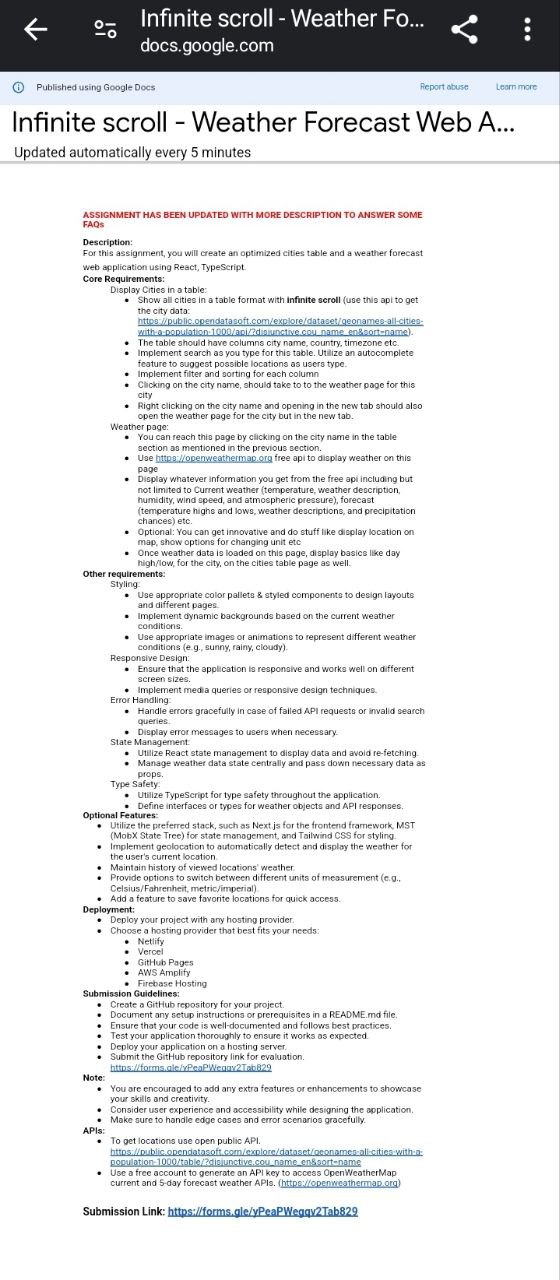 Infinite scroll - Weather Fo...
docs.google.com
Published using Google Docs
Report abuse
Learn more
Infinite scroll - Weather Forecast Web A...
Updated automatically every 5 minutes
ASSIGNMENT HAS BEEN UPDATED WITH MORE DESCRIPTION TO ANSWER SOME
FAQs
Description:
For this assignment, you will create an optimized cities table and a weather forecast
web application using React, TypeScript.
Core Requirements:
Display Cities in a table:
● Show all cities in a table format with infinite scroll (use this api to get
the city data:
https://public.opendatasoft.com/explore/dataset/geonames-all-cities-
with-a-population-1000/api/?disjunctive.cou_name_en&sort=name).
● The table should have columns city name, country, timezone etc.
● Implement search as you type for this table. Utilize an autocomplete
feature to suggest possible locations as users type.
● Implement filter and sorting for each column
● Clicking on the city name, should take to to the weather page for this
city
● Right clicking on the city name and opening in the new tab should also
open the weather page for the city but in the new tab.
Weather page:
● You can reach this page by clicking on the city name in the table
section as mentioned in the previous section.
● Use https://openweathermap.org free api to display weather on this
page
● Display whatever information you get from the free api including but
not limited to Current weather (temperature, weather description,
humidity, wind speed, and atmospheric pressure), forecast
(temperature highs and lows, weather descriptions, and precipitation
chances) etc.
● Optional: You can get innovative and do stuff like display location on
map, show options for changing unit etc
● Once weather data is loaded on this page, display basics like day
high/low, for the city, on the cities table page as well.
Other requirements:
Styling:
● Use appropriate color pallets & styled components to design layouts
and different pages.
● Implement dynamic backgrounds based on the current weather
conditions.
● Use appropriate images or animations to represent different weather
conditions (e.g., sunny, rainy, cloudy).
Responsive Design:
● Ensure that the application is responsive and works well on different
screen sizes.
● Implement media queries or responsive design techniques.
Error Handling:
● Handle errors gracefully in case of failed API requests or invalid search
queries.
● Display error messages to users when necessary.
State Management:
● Utilize React state management to display data and avoid re-fetching.
● Manage weather data state centrally and pass down necessary data as
props.
Type Safety:
● Utilize TypeScript for type safety throughout the application.
● Define interfaces or types for weather objects and API responses.
Optional Features:
● Utilize the preferred stack, such as Next.js for the frontend framework, MST
(MobX State Tree) for state management, and Tailwind CSS for styling.
● Implement geolocation to automatically detect and display the weather for
the user's current location.
● Maintain history of viewed locations' weather.
● Provide options to switch between different units of measurement (e.g.,
Celsius/Fahrenheit, metric/imperial).
● Add a feature to save favorite locations for quick access.
Deployment:
● Deploy your project with any hosting provider.
● Choose a hosting provider that best fits your needs:
● Netlify
● Vercel
● GitHub Pages
● AWS Amplify
● Firebase Hosting
Submission Guidelines:
● Create a GitHub repository for your project.
● Document any setup instructions or prerequisites in a README.md file.
● Ensure that your code is well-documented and follows best practices.
● Test your application thoroughly to ensure it works as expected.
● Deploy your application on a hosting server.
● Submit the GitHub repository link for evaluation.
https://forms.gle/yPeaPWegqv2Tab829
Note:
● You are encouraged to add any extra features or enhancements to showcase
your skills and creativity.
● Consider user experience and accessibility while designing the application.
● Make sure to handle edge cases and error scenarios gracefully.
APIs:
● To get locations use open public API.
https://public.opendatasoft.com/explore/dataset/geonames-all-cities-with-a-
population-1000/table/?disjunctive.cou_name_en&sort=name
● Use a free account to generate an API key to access OpenWeatherMap
current and 5-day forecast weather APIs. (https://openweathermap.org)
Submission Link: https://forms.gle/yPeaPWegqv2Tab829